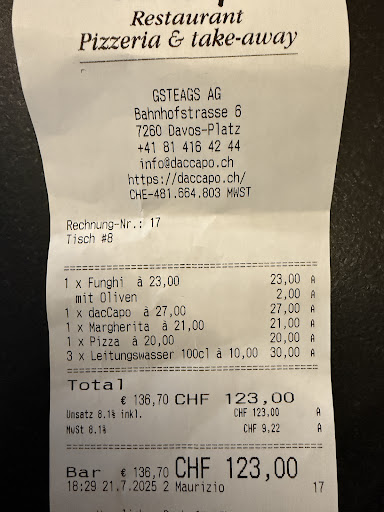 Restaurant
Pizzeria & take-away
GSTEAGS AG
Bahnhofstrasse 6
7260 Davos-Platz
+41 81 416 42 44
info@daccapo.ch
https://daccapo.ch/
CHE-481.664.803 MWST
Rechnung-Nr.: 17
Tisch #8
1 x Funghi à 23,00 23,00 A
mit Oliven 2,00 A
1 x dacCapo à 27,00 27,00 A
1 x Margherita à 21,00 21,00 A
1 x Pizza à 20,00 20,00 A
3 x Leitungswasser 100cl à 10,00 30,00 A
Total
€ 136,70 CHF 123,00
Umsatz 8.1% inkl. CHF 123,00 A
MwSt 8.1% CHF 9,22 A
Bar € 136,70 CHF 123,00
18:29 21.7.2025 2 Maurizio 17